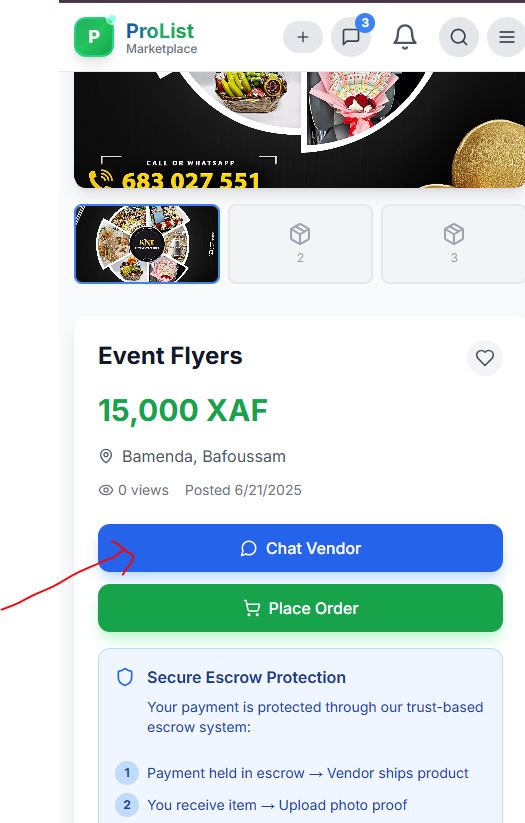 P
ProList
Marketplace
3
CALL OR WHATSAPP
683 027 551
2
3
Event Flyers
15,000 XAF
Bamenda, Bafoussam
0 views Posted 6/21/2025
Chat Vendor
Place Order
Secure Escrow Protection
Your payment is protected through our trust-based
escrow system:
1 Payment held in escrow → Vendor ships product
2 You receive item → Upload photo proof